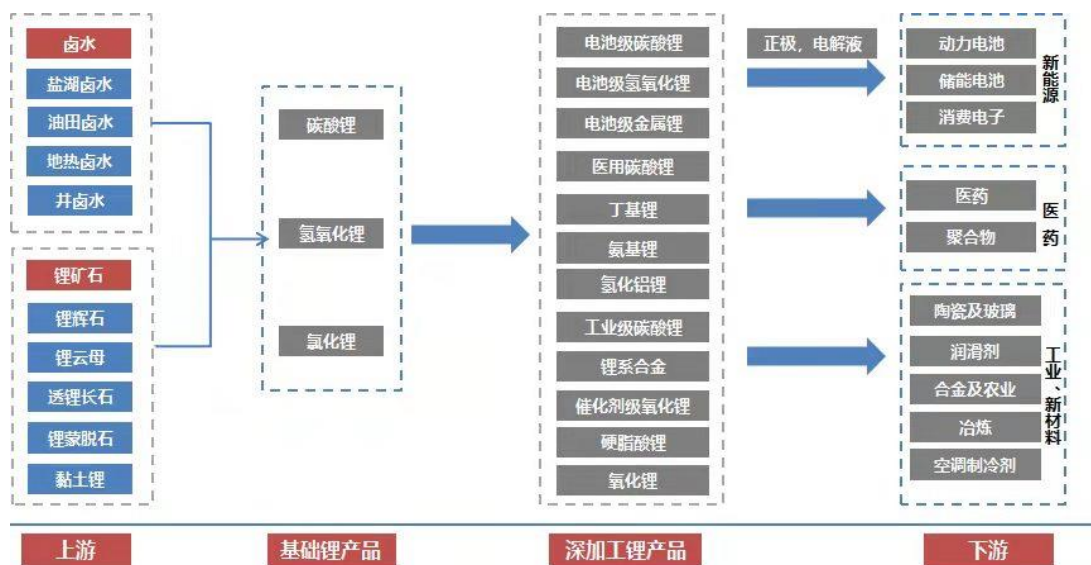 卤水
盐湖卤水
油田卤水
地热卤水
井卤水
锂矿石
锂辉石
锂云母
透锂长石
锂蒙脱石
黏土锂
碳酸锂
氢氧化锂
氯化锂
电池级碳酸锂
电池级氢氧化锂
电池级金属锂
医用碳酸锂
丁基锂
氨基锂
氢化铝锂
工业级碳酸锂
锂系合金
催化剂级氧化锂
硬脂酸锂
氧化锂
正极，电解液
动力电池
储能电池
消费电子
新能源
医药
聚合物
医药
陶瓷及玻璃
润滑剂
合金及农业
冶炼
空调制冷剂
工业、新材料
上游
基础锂产品
深加工锂产品
下游